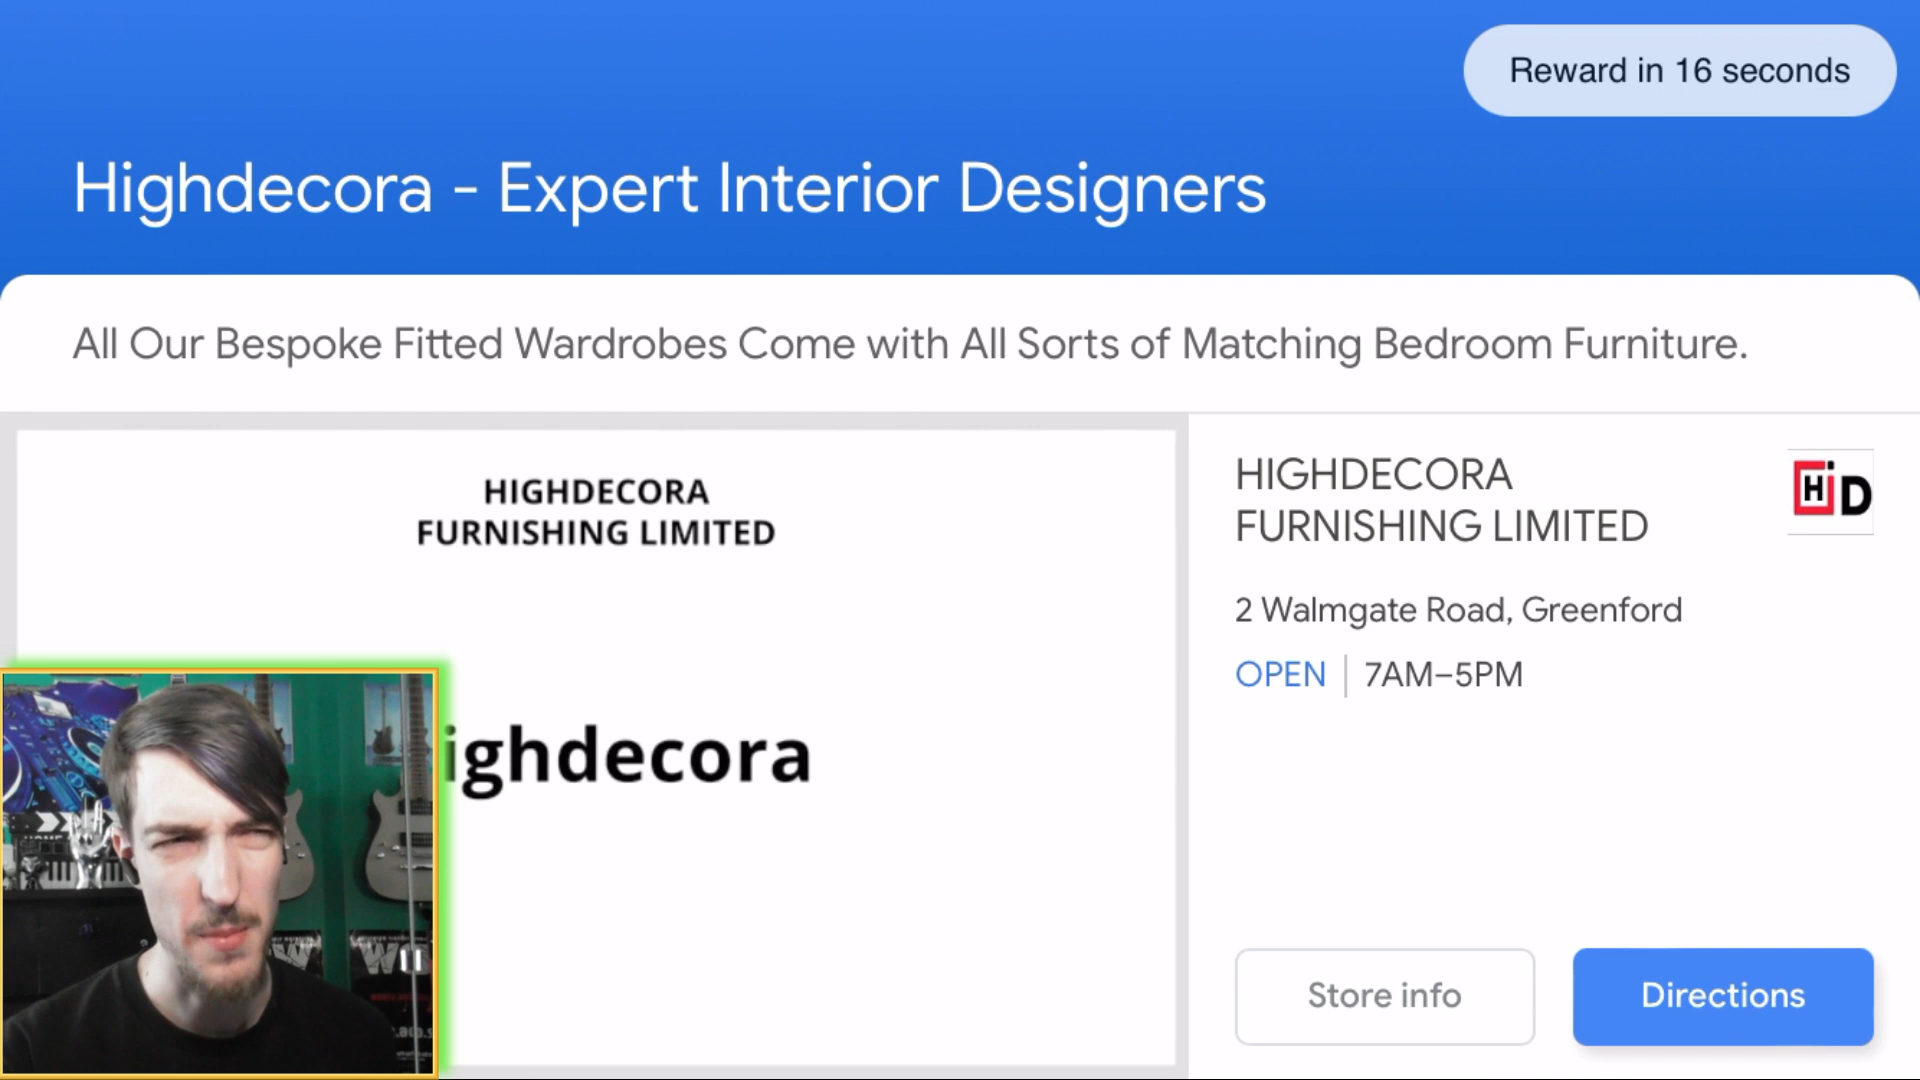 Reward in 16 seconds
Highdecora - Expert Interior Designers
All Our Bespoke Fitted Wardrobes Come with All Sorts of Matching Bedroom Furniture.
HIGHDECORA
FURNISHING LIMITED
ighdecora
HIGHDECORA
FURNISHING LIMITED
HiD
2 Walmgate Road, Greenford
OPEN | 7AM–5PM
Store info
Directions